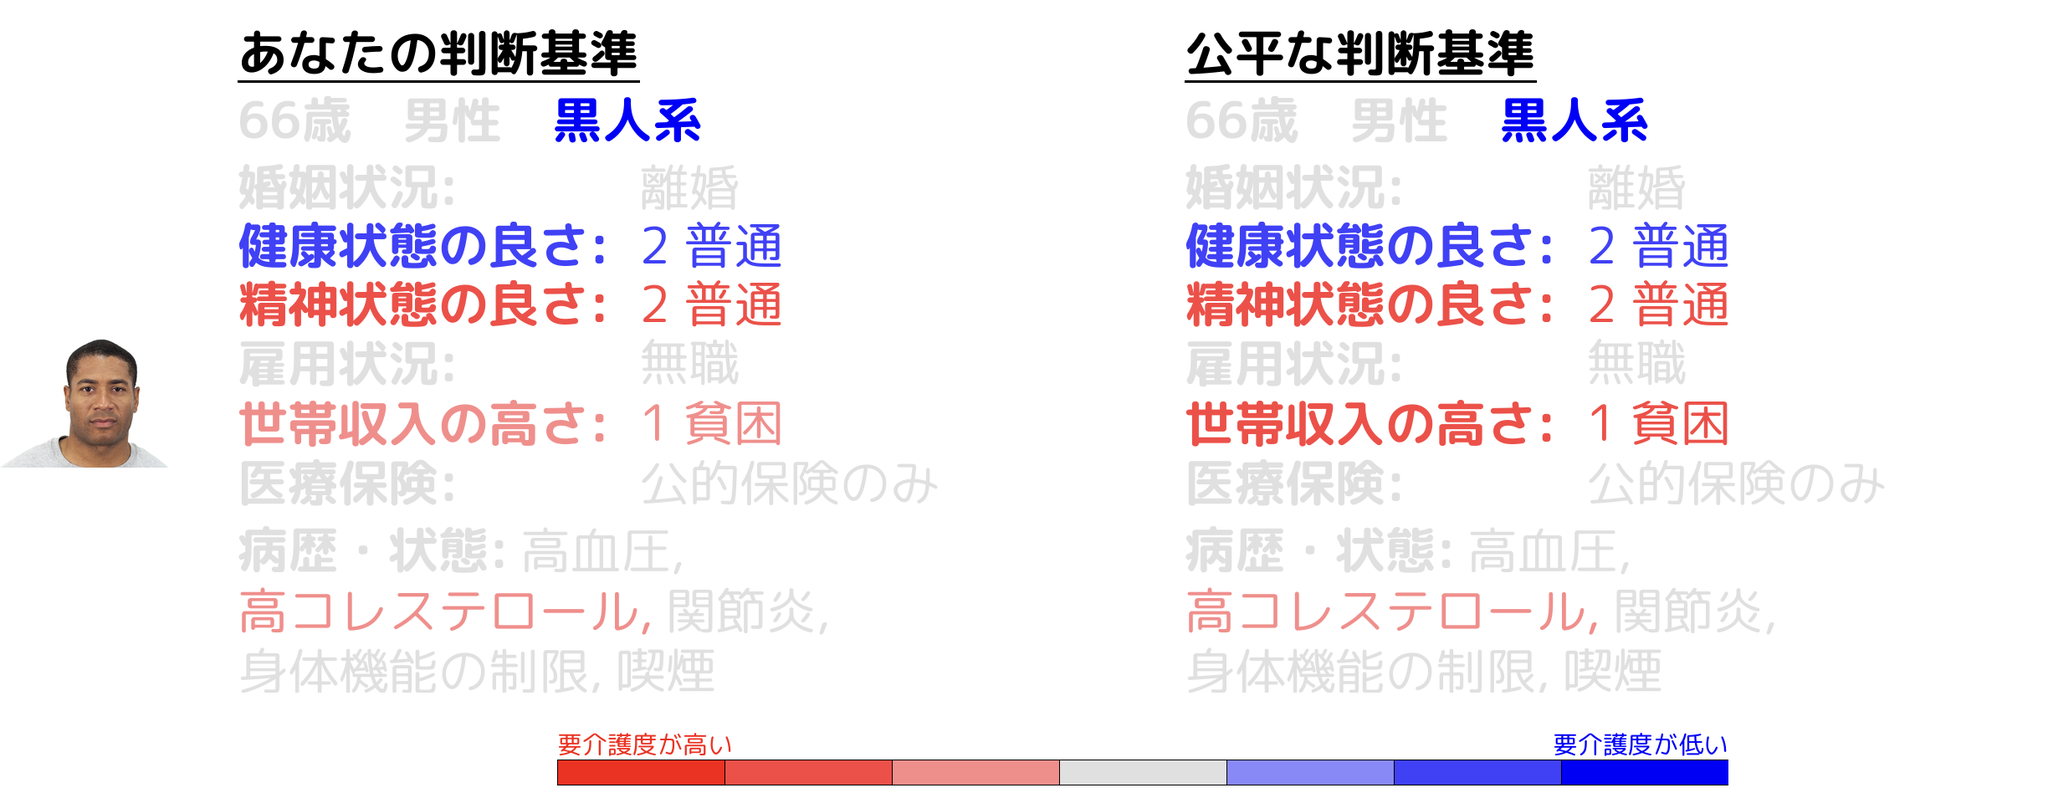 あなたの判断基準
66歳 男性 黒人系
婚姻状況: 離婚
健康状態の良さ: 2 普通
精神状態の良さ: 2 普通
雇用状況: 無職
世帯収入の高さ: 1 貧困
医療保険: 公的保険のみ
病歴・状態: 高血圧,
高コレステロール, 関節炎,
身体機能の制限, 喫煙
公平な判断基準
66歳 男性 黒人系
婚姻状況: 離婚
健康状態の良さ: 2 普通
精神状態の良さ: 2 普通
雇用状況: 無職
世帯収入の高さ: 1 貧困
医療保険: 公的保険のみ
病歴・状態: 高血圧,
高コレステロール, 関節炎,
身体機能の制限, 喫煙
要介護度が高い
要介護度が低い